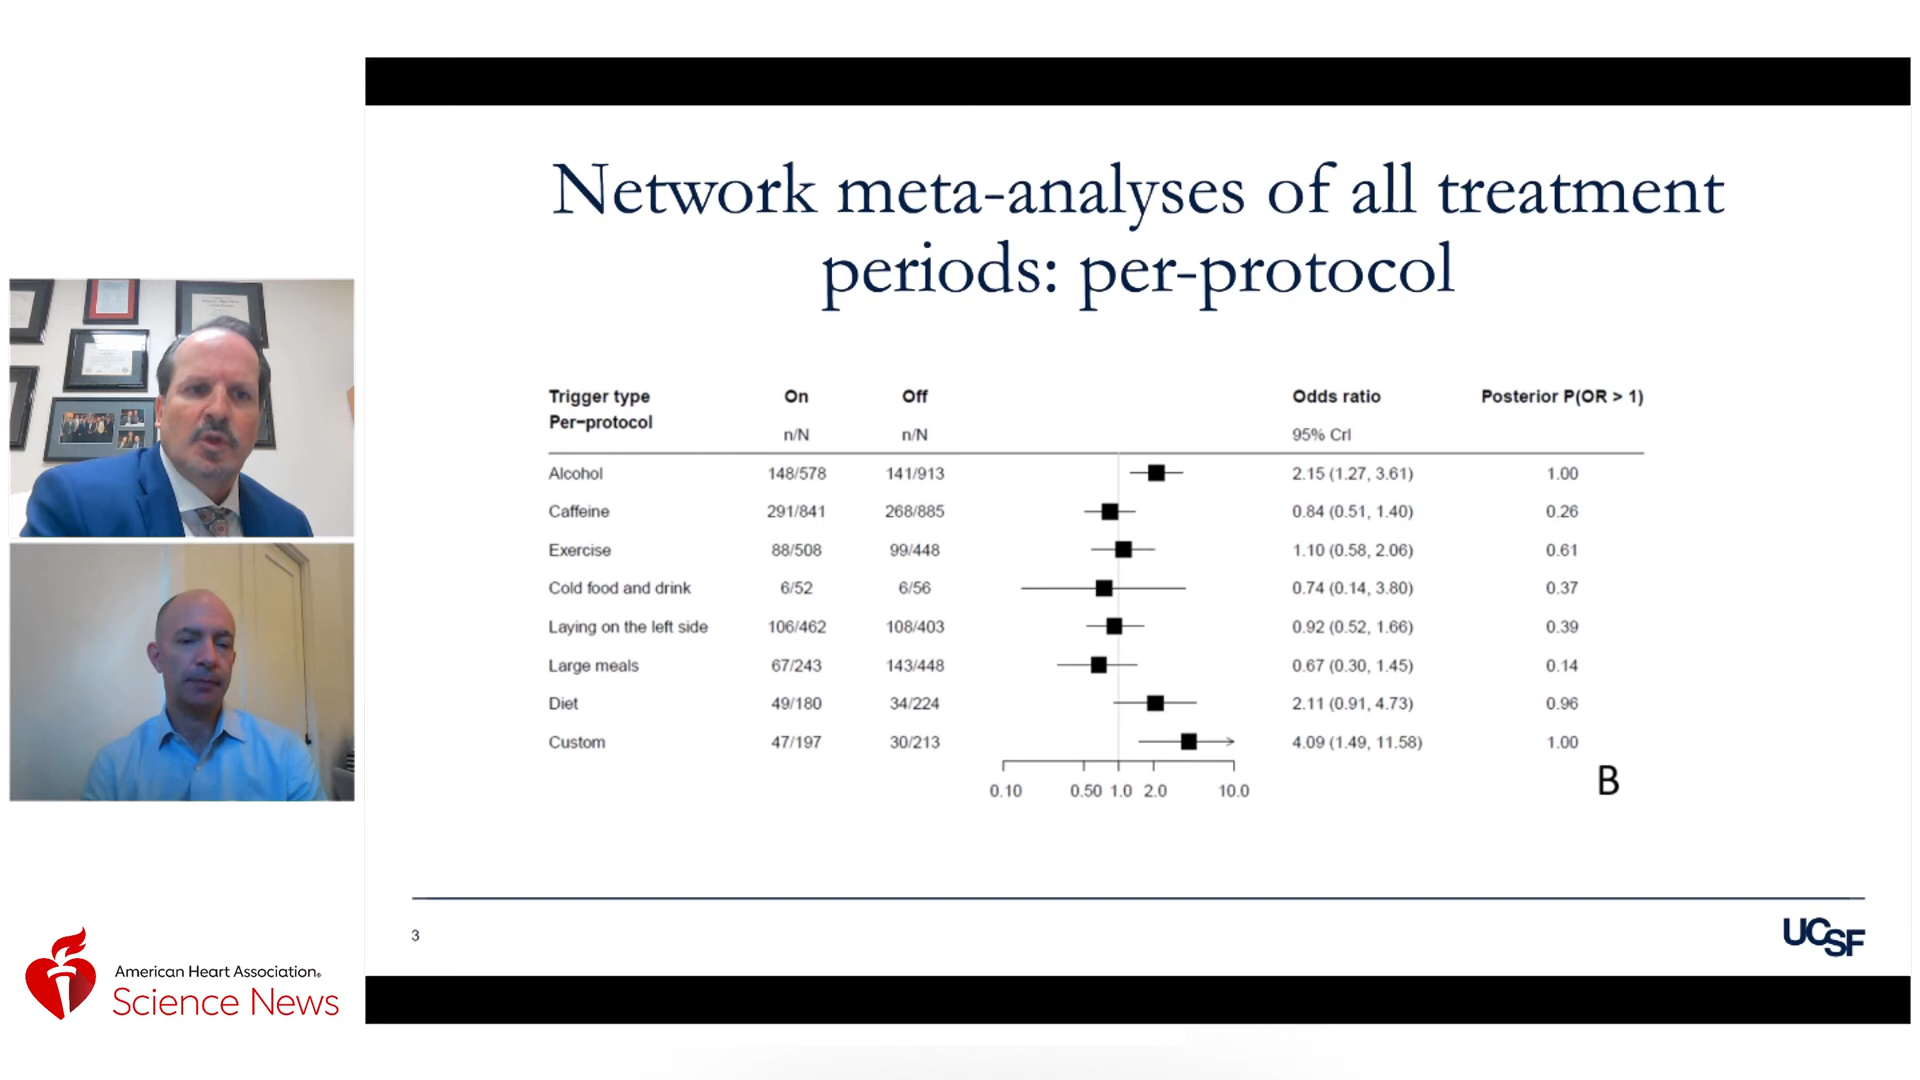 Network meta-analyses of all treatment
periods: per-protocol
Trigger type On Off Odds ratio Posterior P(OR > 1)
Per−protocol n/N n/N 95% CrI
Alcohol 148/578 141/913 2.15 (1.27, 3.61) 1.00
Caffeine 291/841 268/885 0.84 (0.51, 1.40) 0.26
Exercise 88/508 99/448 1.10 (0.58, 2.06) 0.61
Cold food and drink 6/52 6/56 0.74 (0.14, 3.80) 0.37
Laying on the left side 106/462 108/403 0.92 (0.52, 1.66) 0.39
Large meals 67/243 143/448 0.67 (0.30, 1.45) 0.14
Diet 49/180 34/224 2.11 (0.91, 4.73) 0.96
Custom 47/197 30/213 4.09 (1.49, 11.58) 1.00
0.10 0.50 1.0 2.0 10.0
B
3
UCSF
American Heart Association®
Science News